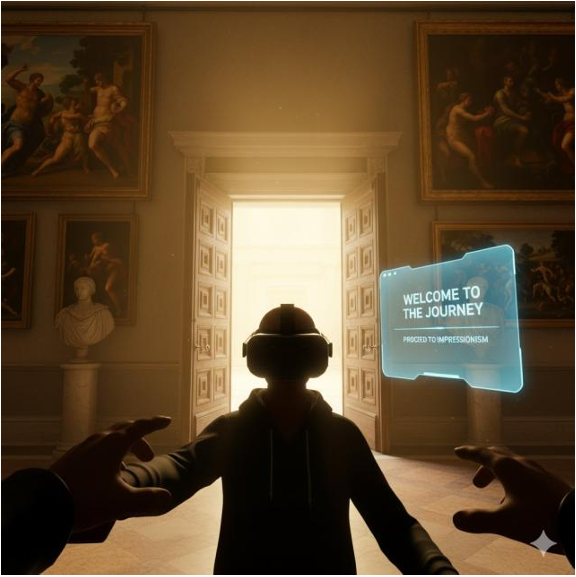 WELCOME TO
THE JOURNEY
PROCEED TO IMPRESSIONISM